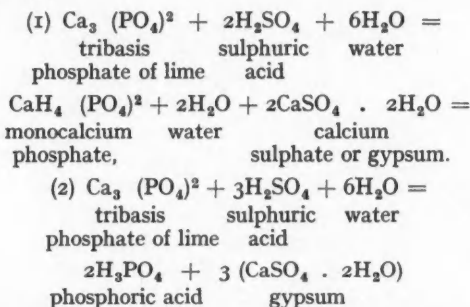 (1) Ca₃ (PO₄)² + 2H₂SO₄ + 6H₂O =
tribasis sulphuric water
phosphate of lime acid
CaH₄ (PO₄)² + 2H₂O + 2CaSO₄ . 2H₂O =
monocalcium water calcium
phosphate, sulphate or gypsum.
(2) Ca₃ (PO₄)² + 3H₂SO₄ + 6H₂O =
tribasis sulphuric water
phosphate of lime acid
2H₃PO₄ + 3 (CaSO₄ . 2H₂O)
phosphoric acid gypsum